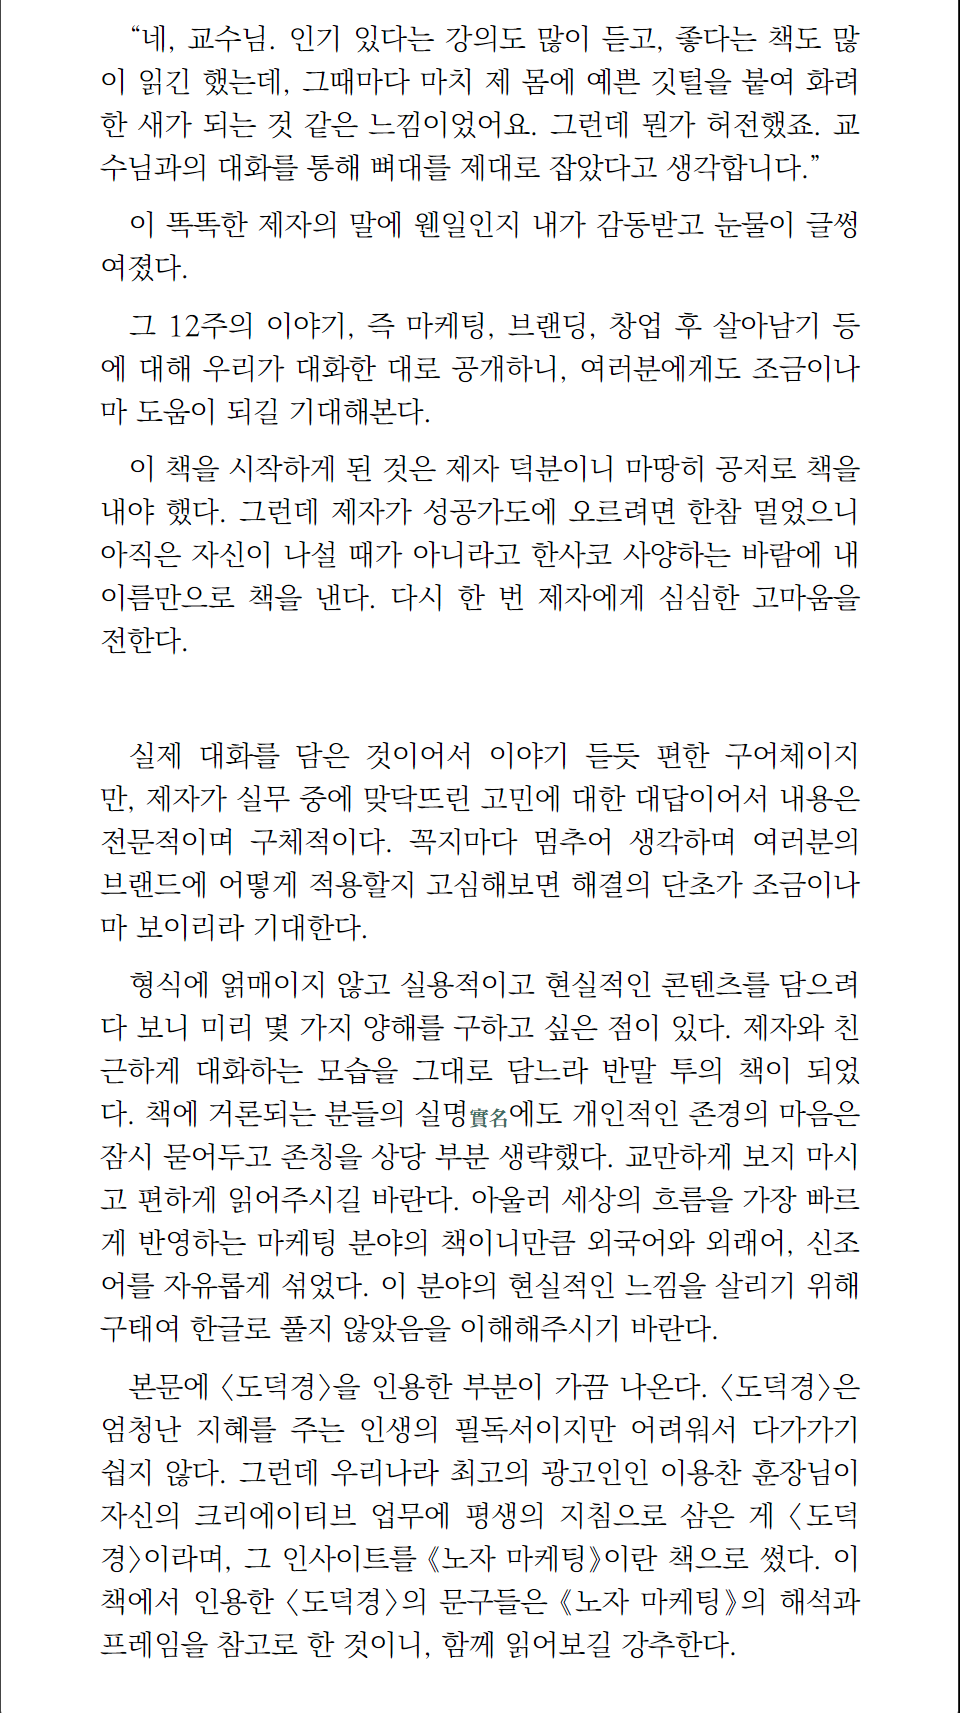 “네, 교수님. 인기 있다는 강의도 많이 듣고, 좋다는 책도 많
이 읽긴 했는데, 그때마다 마치 제 몸에 예쁜 깃털을 붙여 화려
한 새가 되는 것 같은 느낌이었어요. 그런데 뭔가 허전했죠. 교
수님과의 대화를 통해 뼈대를 제대로 잡았다고 생각합니다.”
이 똑똑한 제자의 말에 웬일인지 내가 감동받고 눈물이 글썽
여졌다.
그 12주의 이야기, 즉 마케팅, 브랜딩, 창업 후 살아남기 등
에 대해 우리가 대화한 대로 공개하니, 여러분에게도 조금이나
마 도움이 되길 기대해본다.
이 책을 시작하게 된 것은 제자 덕분이니 마땅히 공저로 책을
내야 했다. 그런데 제자가 성공가도에 오르려면 한참 멀었으니
아직은 자신이 나설 때가 아니라고 한사코 사양하는 바람에 내
이름만으로 책을 낸다. 다시 한 번 제자에게 심심한 고마움을
전한다.
실제 대화를 담은 것이어서 이야기 듣듯 편한 구어체이지
만, 제자가 실무 중에 맞닥뜨린 고민에 대한 대답이어서 내용은
전문적이며 구체적이다. 꼭지마다 멈추어 생각하며 여러분의
브랜드에 어떻게 적용할지 고심해보면 해결의 단초가 조금이나
마 보이리라 기대한다.
형식에 얽매이지 않고 실용적이고 현실적인 콘텐츠를 담으려
다 보니 미리 몇 가지 양해를 구하고 싶은 점이 있다. 제자와 친
근하게 대화하는 모습을 그대로 담느라 반말 투의 책이 되었
다. 책에 거론되는 분들의 실명實名에도 개인적인 존경의 마음은
잠시 묻어두고 존칭을 상당 부분 생략했다. 교만하게 보지 마시
고 편하게 읽어주시길 바란다. 아울러 세상의 흐름을 가장 빠르
게 반영하는 마케팅 분야의 책이니만큼 외국어와 외래어, 신조
어를 자유롭게 섞었다. 이 분야의 현실적인 느낌을 살리기 위해
구태여 한글로 풀지 않았음을 이해해주시기 바란다.
본문에 〈도덕경〉을 인용한 부분이 가끔 나온다. 〈도덕경〉은
엄청난 지혜를 주는 인생의 필독서이지만 어려워서 다가가기
쉽지 않다. 그런데 우리나라 최고의 광고인인 이용찬 훈장님이
자신의 크리에이티브 업무에 평생의 지침으로 삼은 게 〈도덕
경〉이라며, 그 인사이트를 《노자 마케팅》이란 책으로 썼다. 이
책에서 인용한 〈도덕경〉의 문구들은 《노자 마케팅》의 해석과
프레임을 참고로 한 것이니, 함께 읽어보길 강추한다.